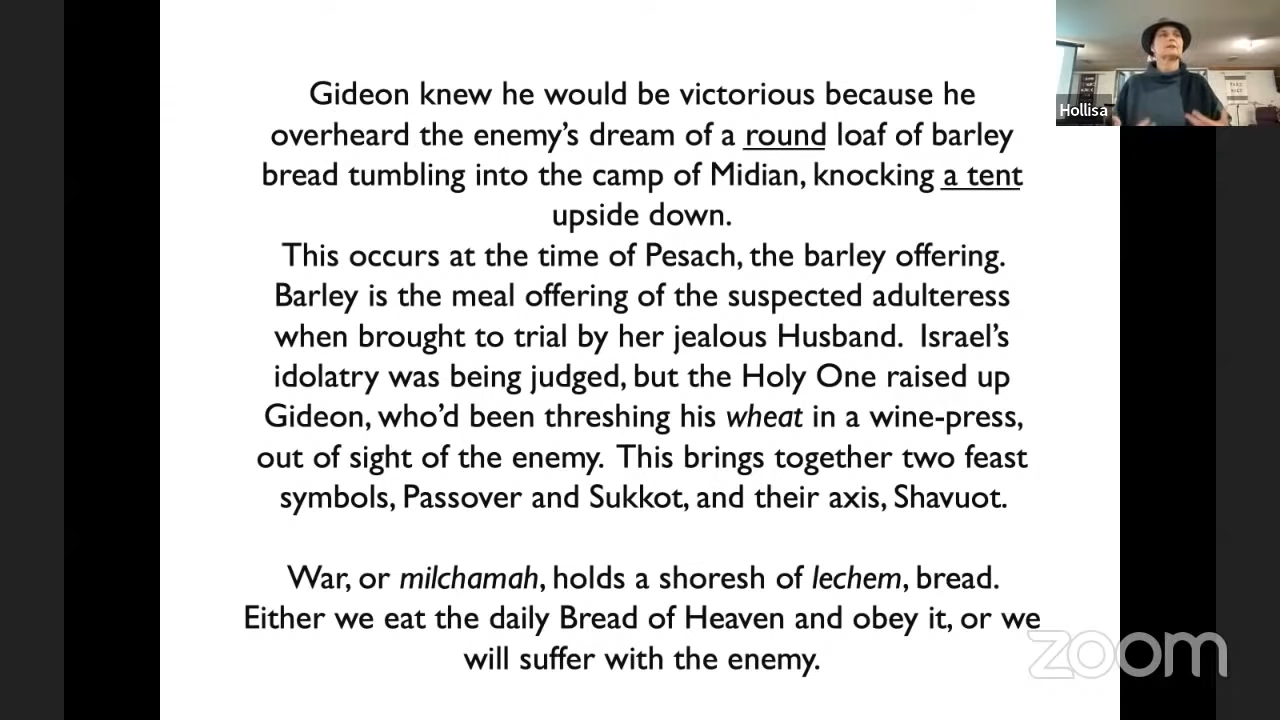 Gideon knew he would be victorious because he
overheard the enemy's dream of a round loaf of barley
bread tumbling into the camp of Midian, knocking a tent
upside down.
This occurs at the time of Pesach, the barley offering.
Barley is the meal offering of the suspected adulteress
when brought to trial by her jealous Husband.  Israel's
idolatry was being judged, but the Holy One raised up
Gideon, who'd been threshing his wheat in a wine-press,
out of sight of the enemy.  This brings together two feast
symbols, Passover and Sukkot, and their axis, Shavuot.
War, or milchamah, holds a shoresh of lechem, bread.
Either we eat the daily Bread of Heaven and obey it, or we
will suffer with the enemy.
Hollisa
zoom